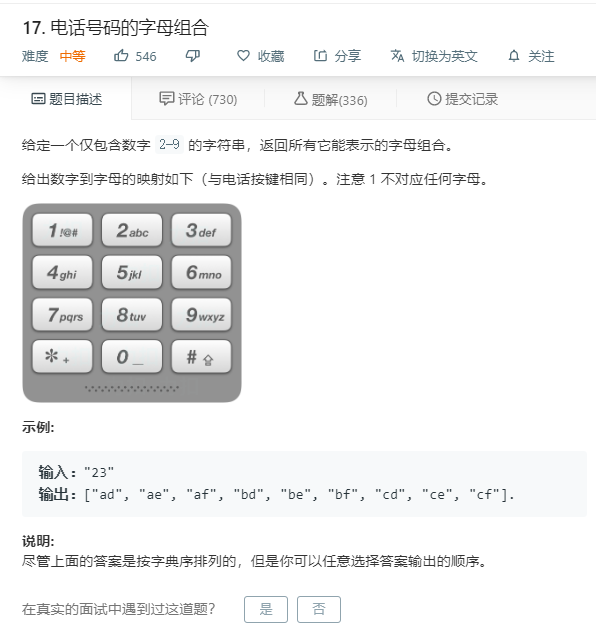 17. 电话号码的字母组合
难度 中等 546 收藏 分享 切换为英文 关注
题目描述 评论 (730) 题解(336) 提交记录
给定一个仅包含数字 2-9 的字符串，返回所有它能表示的字母组合。
给出数字到字母的映射如下（与电话按键相同）。注意 1 不对应任何字母。
1 !@# 2 abc 3 def
4 ghi 5 jkl 6 mno
7 pqrs 8 tuv 9 wxyz
* + 0 _ #
示例:
输入："23"
输出：["ad", "ae", "af", "bd", "be", "bf", "cd", "ce", "cf"].
说明:
尽管上面的答案是按字典序排列的，但是你可以任意选择答案输出的顺序。
在真实的面试中遇到过这道题？ 是 否